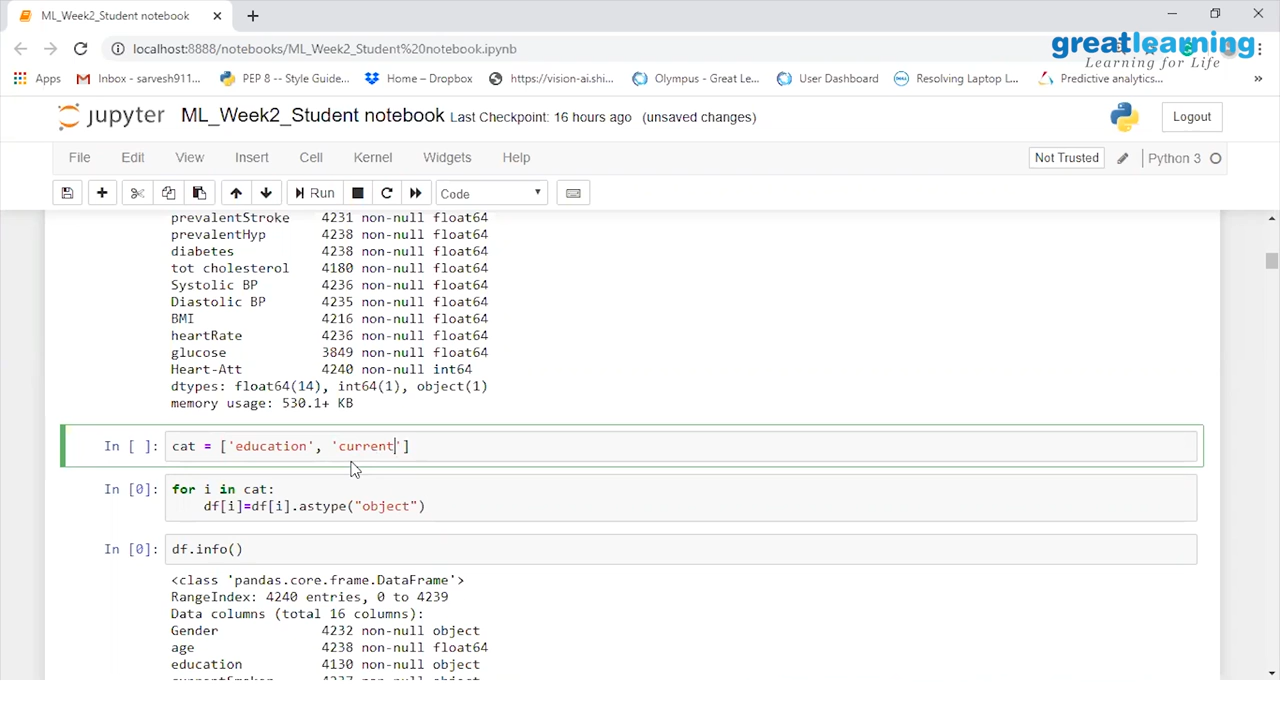 ML_Week2_Student notebook
localhost:8888/notebooks/ML_Week2_Student%20notebook.ipynb
greatlearning
Learning for Life
Apps Inbox - sarvesh911... PEP 8 -- Style Guide... Home – Dropbox https://vision-ai.shi... Olympus - Great Le... User Dashboard Resolving Laptop L... Predictive analytics... »
jupyter ML_Week2_Student notebook Last Checkpoint: 16 hours ago (unsaved changes) Logout
File Edit View Insert Cell Kernel Widgets Help Not Trusted Python 3
Run Code
prevalentStroke 4231 non-null float64
prevalentHyp 4238 non-null float64
diabetes 4238 non-null float64
tot cholesterol 4180 non-null float64
Systolic BP 4236 non-null float64
Diastolic BP 4235 non-null float64
BMI 4216 non-null float64
heartRate 4236 non-null float64
glucose 3849 non-null float64
Heart-Att 4240 non-null int64
dtypes: float64(14), int64(1), object(1)
memory usage: 530.1+ KB
In [ ]: cat = ['education', 'current']
In [0]: for i in cat:
df[i]=df[i].astype("object")
In [0]: df.info()
<class 'pandas.core.frame.DataFrame'>
RangeIndex: 4240 entries, 0 to 4239
Data columns (total 16 columns):
Gender 4232 non-null object
age 4238 non-null float64
education 4130 non-null object